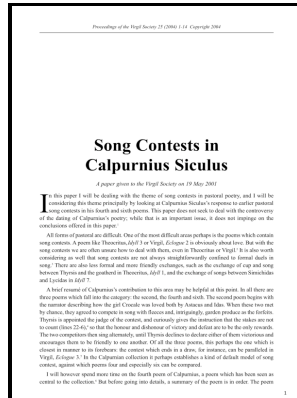 Proceedings of the Virgil Society 25 (2004) 1-14 Copyright 2004
Song Contests in
Calpurnius Siculus
A paper given to the Virgil Society on 19 May 2001
In this paper I will be dealing with the theme of song contests in pastoral poetry, and I will be
considering this theme principally by looking at Calpurnius Siculus's response to earlier pastoral
song contests in his fourth and sixth poems. This paper does not seek to deal with the controversy
of the dating of Calpurnius's poetry; while that is an important issue, it does not impinge on the
conclusions offered in this paper.
All forms of pastoral are difficult. One of the most difficult areas perhaps is the poems which contain
song contests. A poem like Theocritus, Idyll 3 or Virgil, Eclogue 2 is obviously about love. But with the
song contests we are often unsure how to deal with them, even in Theocritus or Virgil. It is also worth
considering as well that song contests are not always straightforwardly confined to formal duels in
song. There are also less formal and more friendly exchanges, such as the exchange of cup and song
between Thyrsis and the goatherd in Theocritus, Idyll 1, and the exchange of songs between Simichidas
and Lycidas in Idyll 7.
A brief resumé of Calpurnius's contribution to this area may be helpful at this point. In all there are
three poems which fall into the category: the second, the fourth and sixth. The second poem begins with
the narrator describing how the girl Crocale was loved both by Astacus and Idas. When these two met
by chance, they agreed to compete in song with fleeces and, intriguingly, garden produce as the forfeits.
Thyrsis is appointed the judge of the contest, and curiously gives the instruction that the stakes are not
to count (lines 22-6), so that the honour and dishonour of victory and defeat are to be the only rewards.
The two competitors then sing alternately, until Thyrsis declines to declare either of them victorious and
encourages them to be friendly to one another. Of all the three poems, this perhaps the one which is
closest in manner to its forebears: the contest which ends in a draw, for instance, can be paralleled in
Virgil, Eclogue 3. In the Calpurnian collection it perhaps establishes a kind of default model of song
contest, against which poems four and especially six can be compared.
I will however spend more time on the fourth poem of Calpurnius, a poem which has been seen as
central to the collection. But before going into details, a summary of the poem is in order. The poem
1